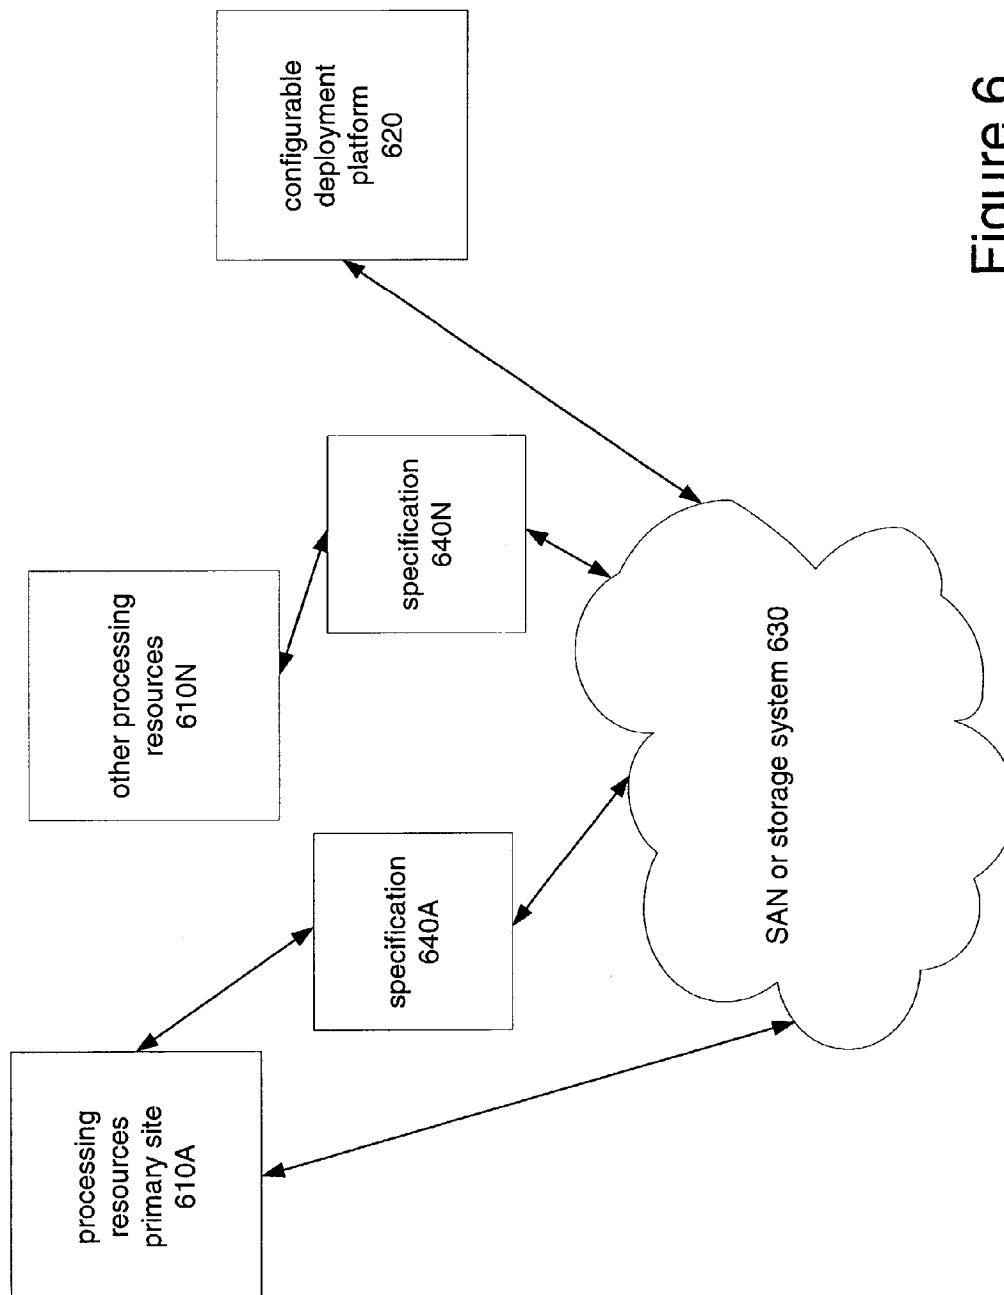 processing
resources
primary site
610A
other processing
resources
610N
configurable
deployment
platform
620
specification
640A
specification
640N
SAN or storage system 630
Figure 6